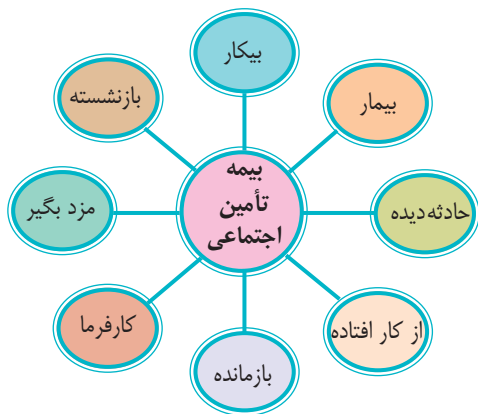 بیکار
بیمار
بازنشسته
بیمه
تأمین
اجتماعی
حادثه‌دیده
مزد بگیر
از کار افتاده
کارفرما
بازمانده